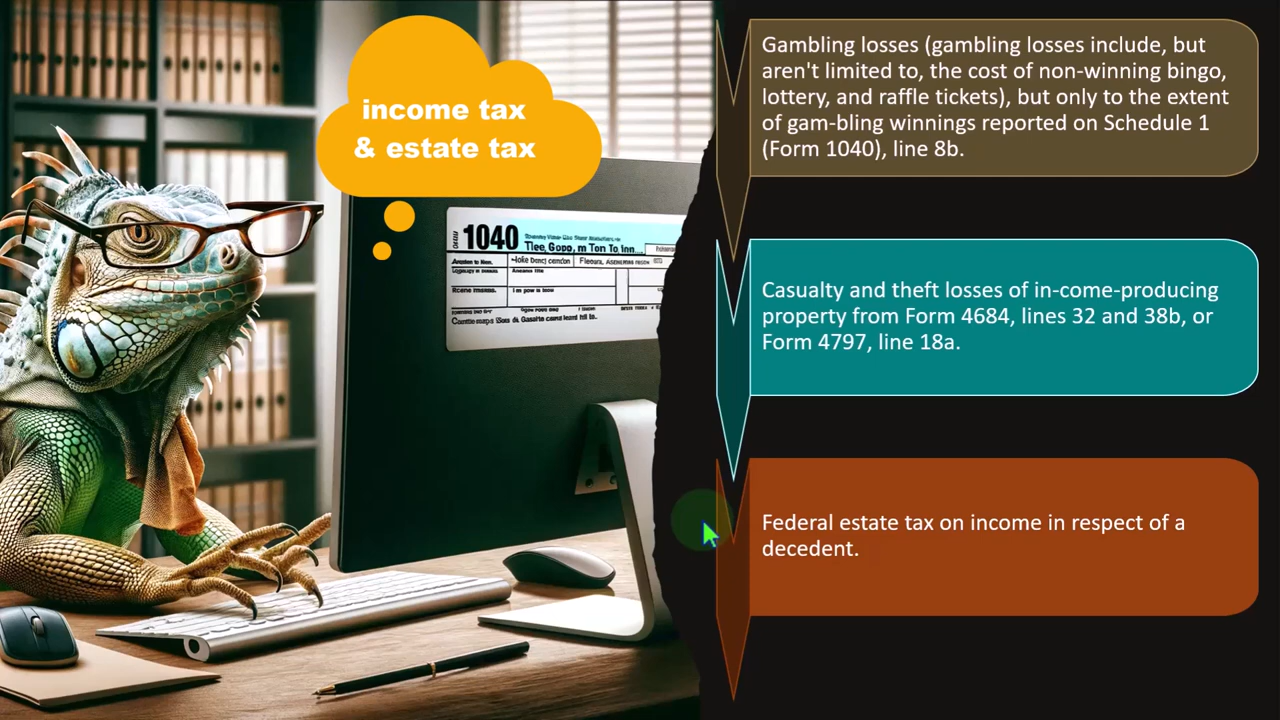 income tax
& estate tax
1040
Gambling losses (gambling losses include, but
aren't limited to, the cost of non-winning bingo,
lottery, and raffle tickets), but only to the extent
of gam-bling winnings reported on Schedule 1
(Form 1040), line 8b.
Casualty and theft losses of in-come-producing
property from Form 4684, lines 32 and 38b, or
Form 4797, line 18a.
Federal estate tax on income in respect of a
decedent.